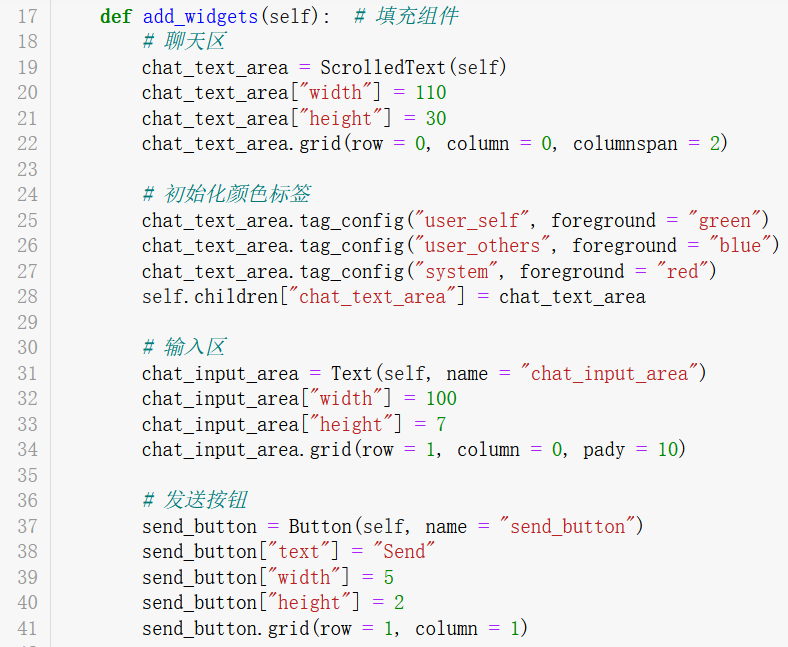 17 def add_widgets(self):  # 填充组件
18 # 聊天区
19 chat_text_area = ScrolledText(self)
20 chat_text_area["width"] = 110
21 chat_text_area["height"] = 30
22 chat_text_area.grid(row = 0, column = 0, columnspan = 2)
23
24 # 初始化颜色标签
25 chat_text_area.tag_config("user_self", foreground = "green")
26 chat_text_area.tag_config("user_others", foreground = "blue")
27 chat_text_area.tag_config("system", foreground = "red")
28 self.children["chat_text_area"] = chat_text_area
29
30 # 输入区
31 chat_input_area = Text(self, name = "chat_input_area")
32 chat_input_area["width"] = 100
33 chat_input_area["height"] = 7
34 chat_input_area.grid(row = 1, column = 0, pady = 10)
35
36 # 发送按钮
37 send_button = Button(self, name = "send_button")
38 send_button["text"] = "Send"
39 send_button["width"] = 5
40 send_button["height"] = 2
41 send_button.grid(row = 1, column = 1)